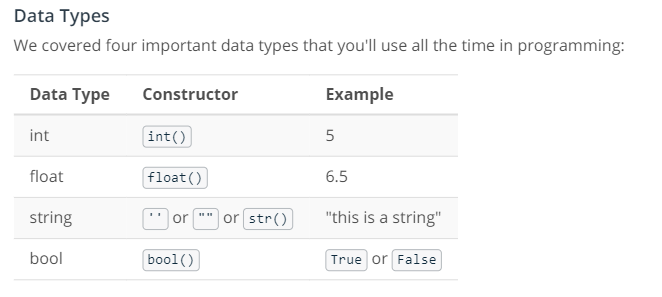 Data Types
We covered four important data types that you'll use all the time in programming:
Data Type Constructor Example
int int() 5
float float() 6.5
string '' or "" or str() "this is a string"
bool bool() True or False